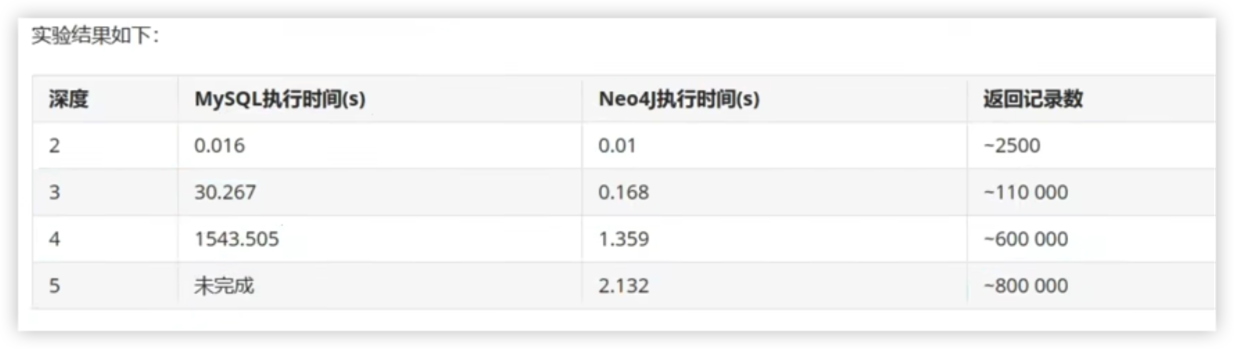 实验结果如下：
深度 MySQL执行时间(s) Neo4J执行时间(s) 返回记录数
2 0.016 0.01 ~2500
3 30.267 0.168 ~110 000
4 1543.505 1.359 ~600 000
5 未完成 2.132 ~800 000